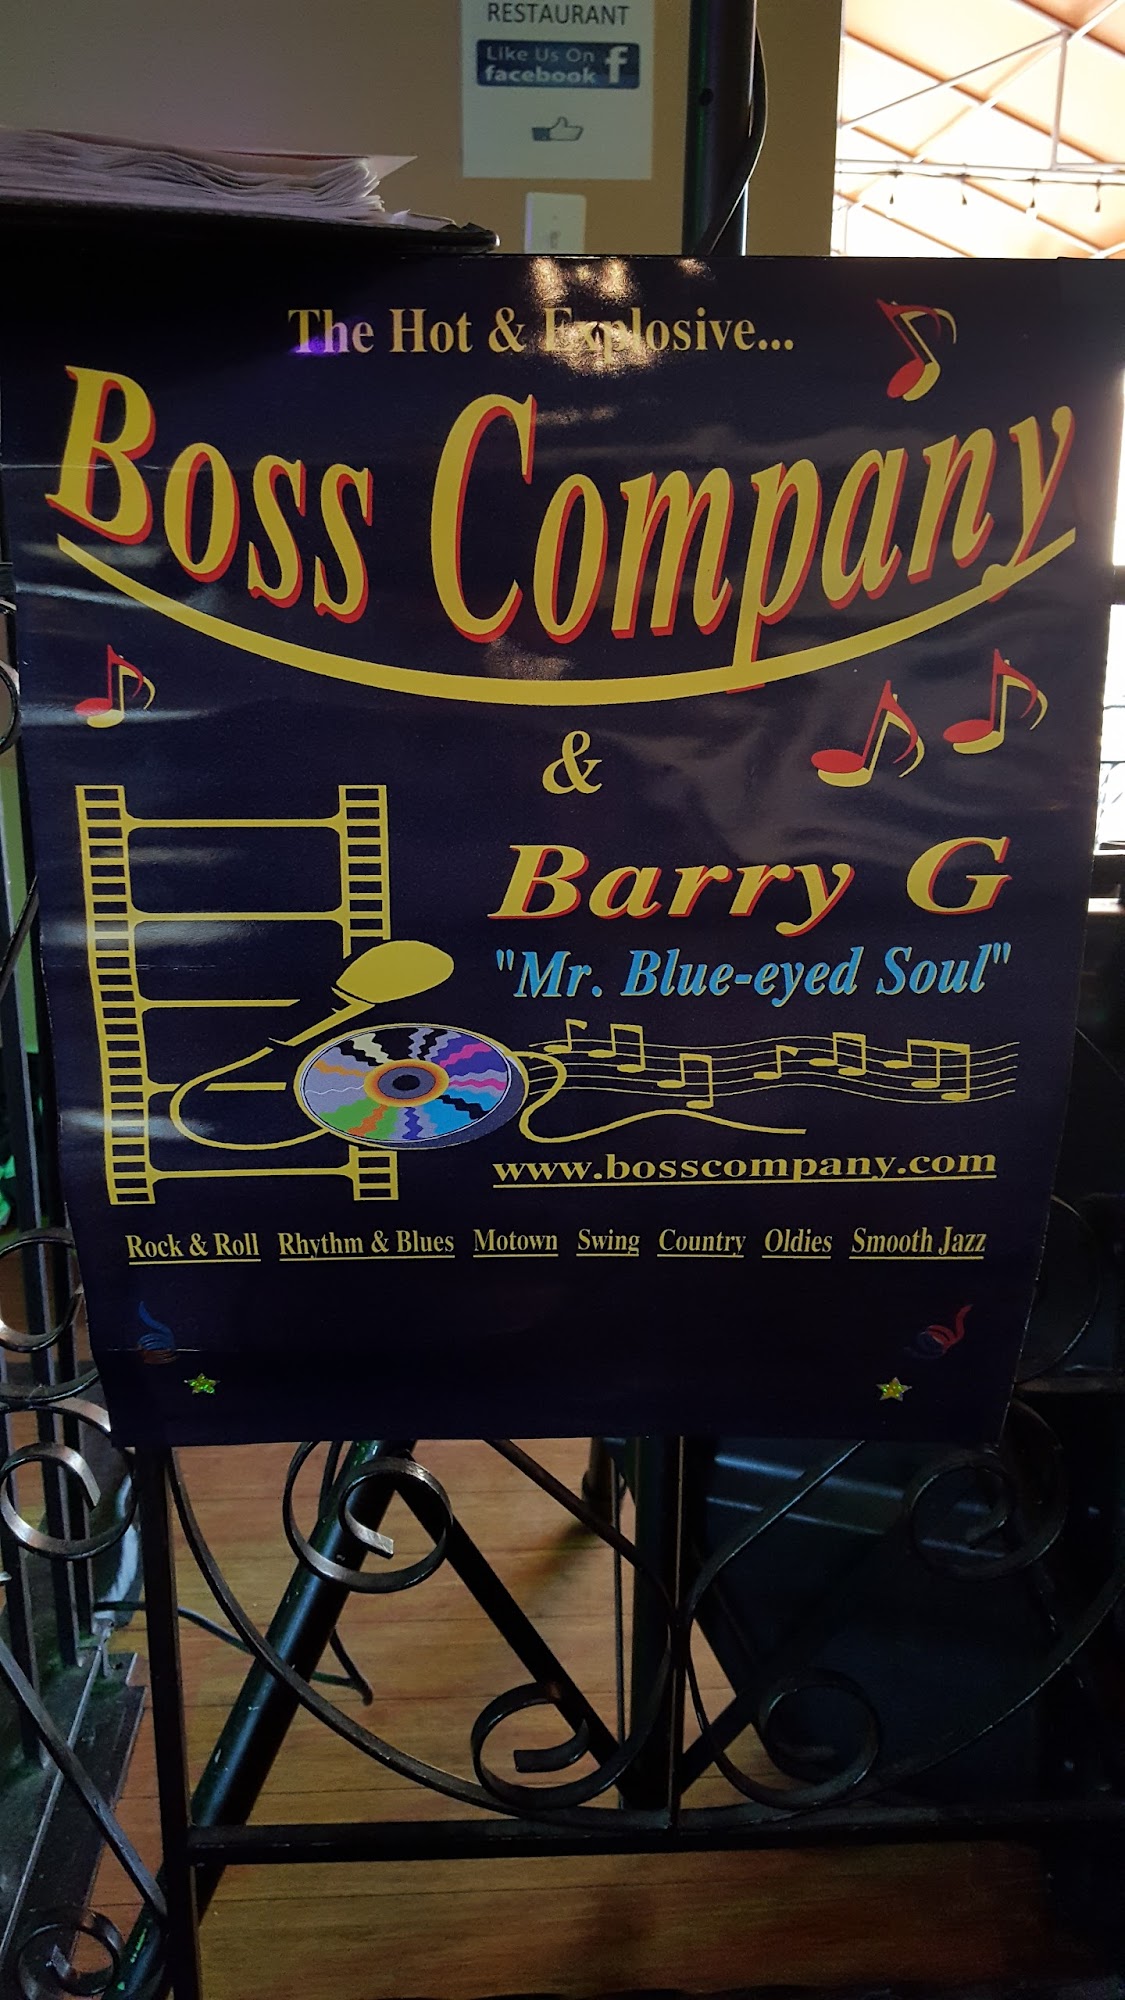 RESTAURANT
Like Us On
facebook f
The Hot & Explosive...
Boss Company
&
Barry G
"Mr. Blue-eyed Soul"
www.bosscompany.com
Rock & Roll Rhythm & Blues Motown Swing Country Oldies Smooth Jazz